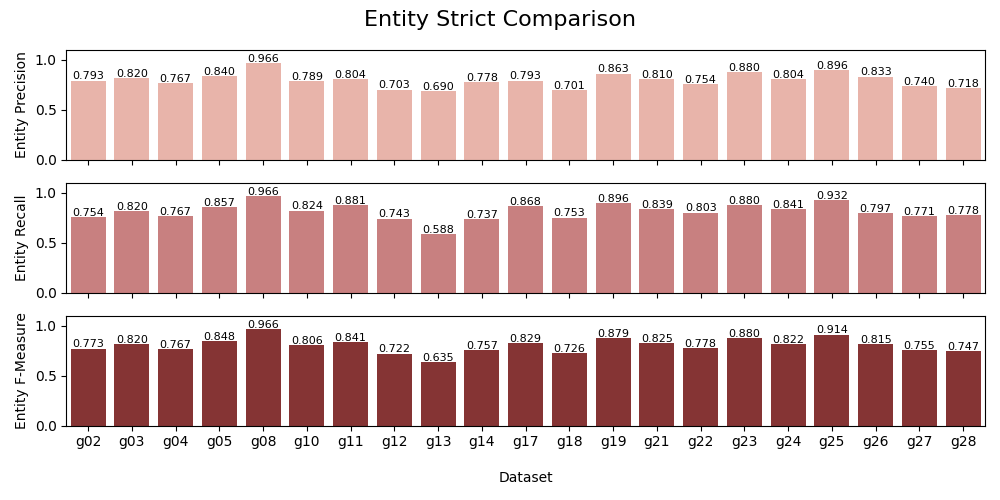 Entity Strict Comparison
Entity Precision
1.0
0.5
0.0
0.793 0.820 0.767 0.840 0.966 0.789 0.804 0.703 0.690 0.778 0.793 0.701 0.863 0.810 0.754 0.880 0.804 0.896 0.833 0.740 0.718
Entity Recall
1.0
0.5
0.0
0.754 0.820 0.767 0.857 0.966 0.824 0.881 0.743 0.588 0.737 0.868 0.753 0.896 0.839 0.803 0.880 0.841 0.932 0.797 0.771 0.778
Entity F-Measure
1.0
0.5
0.0
0.773 0.820 0.767 0.848 0.966 0.806 0.841 0.722 0.635 0.757 0.829 0.726 0.879 0.825 0.778 0.880 0.822 0.914 0.815 0.755 0.747
g02 g03 g04 g05 g08 g10 g11 g12 g13 g14 g17 g18 g19 g21 g22 g23 g24 g25 g26 g27 g28
Dataset